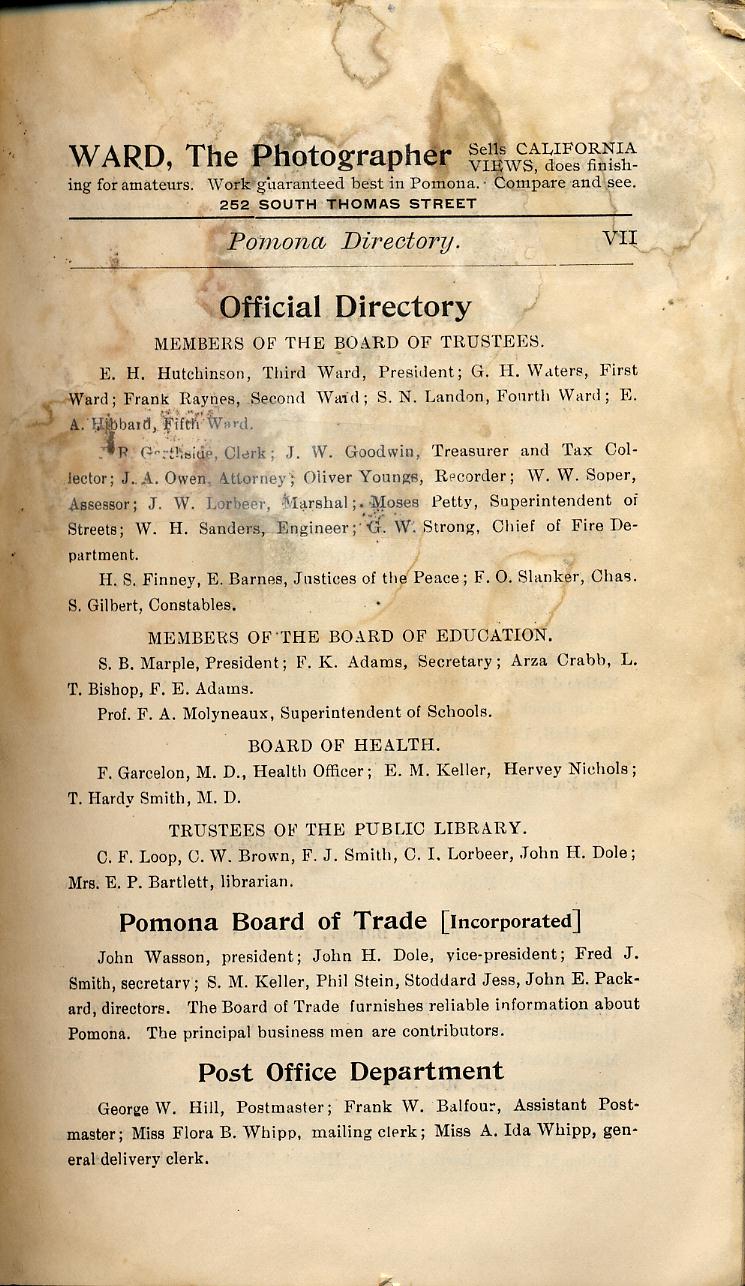 WARD, The Photographer Sells CALIFORNIA
VIEWS, does finish-
ing for amateurs. Work guaranteed best in Pomona. Compare and see.
252 SOUTH THOMAS STREET
Pomona Directory. VII
Official Directory
MEMBERS OF THE BOARD OF TRUSTEES.
E. H. Hutchinson, Third Ward, President; G. H. Waters, First
Ward; Frank Raynes, Second Ward; S. N. Landon, Fourth Ward; E.
A. Hibbard, Fifth Ward.
Clerk; J. W. Goodwin, Treasurer and Tax Col-
lector; J. A. Owen, Attorney; Oliver Youngs, Recorder; W. W. Soper,
Assessor; J. W. Lorbeer, Marshal; Moses Petty, Superintendent of
Streets; W. H. Sanders, Engineer; G. W. Strong, Chief of Fire De-
partment.
H. S. Finney, E. Barnes, Justices of the Peace; F. O. Slanker, Chas.
S. Gilbert, Constables.
MEMBERS OF THE BOARD OF EDUCATION.
S. B. Marple, President; F. K. Adams, Secretary; Arza Crabb, L.
T. Bishop, F. E. Adams.
Prof. F. A. Molyneaux, Superintendent of Schools.
BOARD OF HEALTH.
F. Garcelon, M. D., Health Officer; E. M. Keller, Hervey Nichols;
T. Hardy Smith, M. D.
TRUSTEES OF THE PUBLIC LIBRARY.
C. F. Loop, C. W. Brown, F. J. Smith, C. I. Lorbeer, John H. Dole;
Mrs. E. P. Bartlett, librarian.
Pomona Board of Trade [Incorporated]
John Wasson, president; John H. Dole, vice-president; Fred J.
Smith, secretary; S. M. Keller, Phil Stein, Stoddard Jess, John E. Pack-
ard, directors. The Board of Trade furnishes reliable information about
Pomona. The principal business men are contributors.
Post Office Department
George W. Hill, Postmaster; Frank W. Balfour, Assistant Post-
master; Miss Flora B. Whipp, mailing clerk; Miss A. Ida Whipp, gen-
eral delivery clerk.